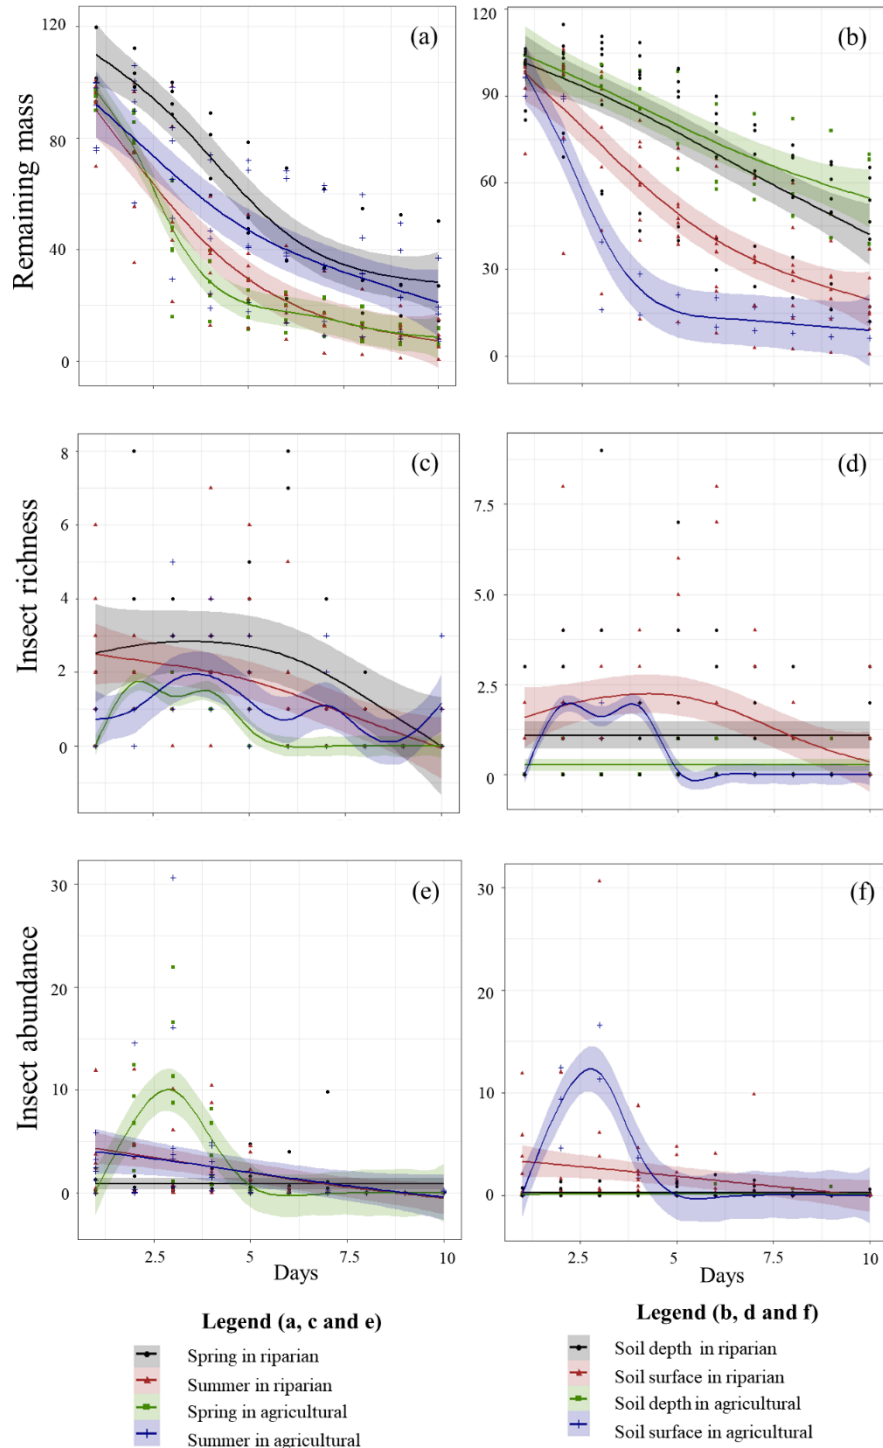 (a)
Remaining mass
120
80
40
0
(b)
120
90
60
30
0
(c)
Insect richness
8
6
4
2
0
(d)
7.5
5.0
2.5
0
(e)
Insect abundance
30
20
10
0
2.5
5
7.5
10
Days
(f)
30
20
10
0
2.5
5
7.5
10
Days
Legend (a, c and e)
Spring in riparian
Summer in riparian
Spring in agricultural
Summer in agricultural
Legend (b, d and f)
Soil depth in riparian
Soil surface in riparian
Soil depth in agricultural
Soil surface in agricultural